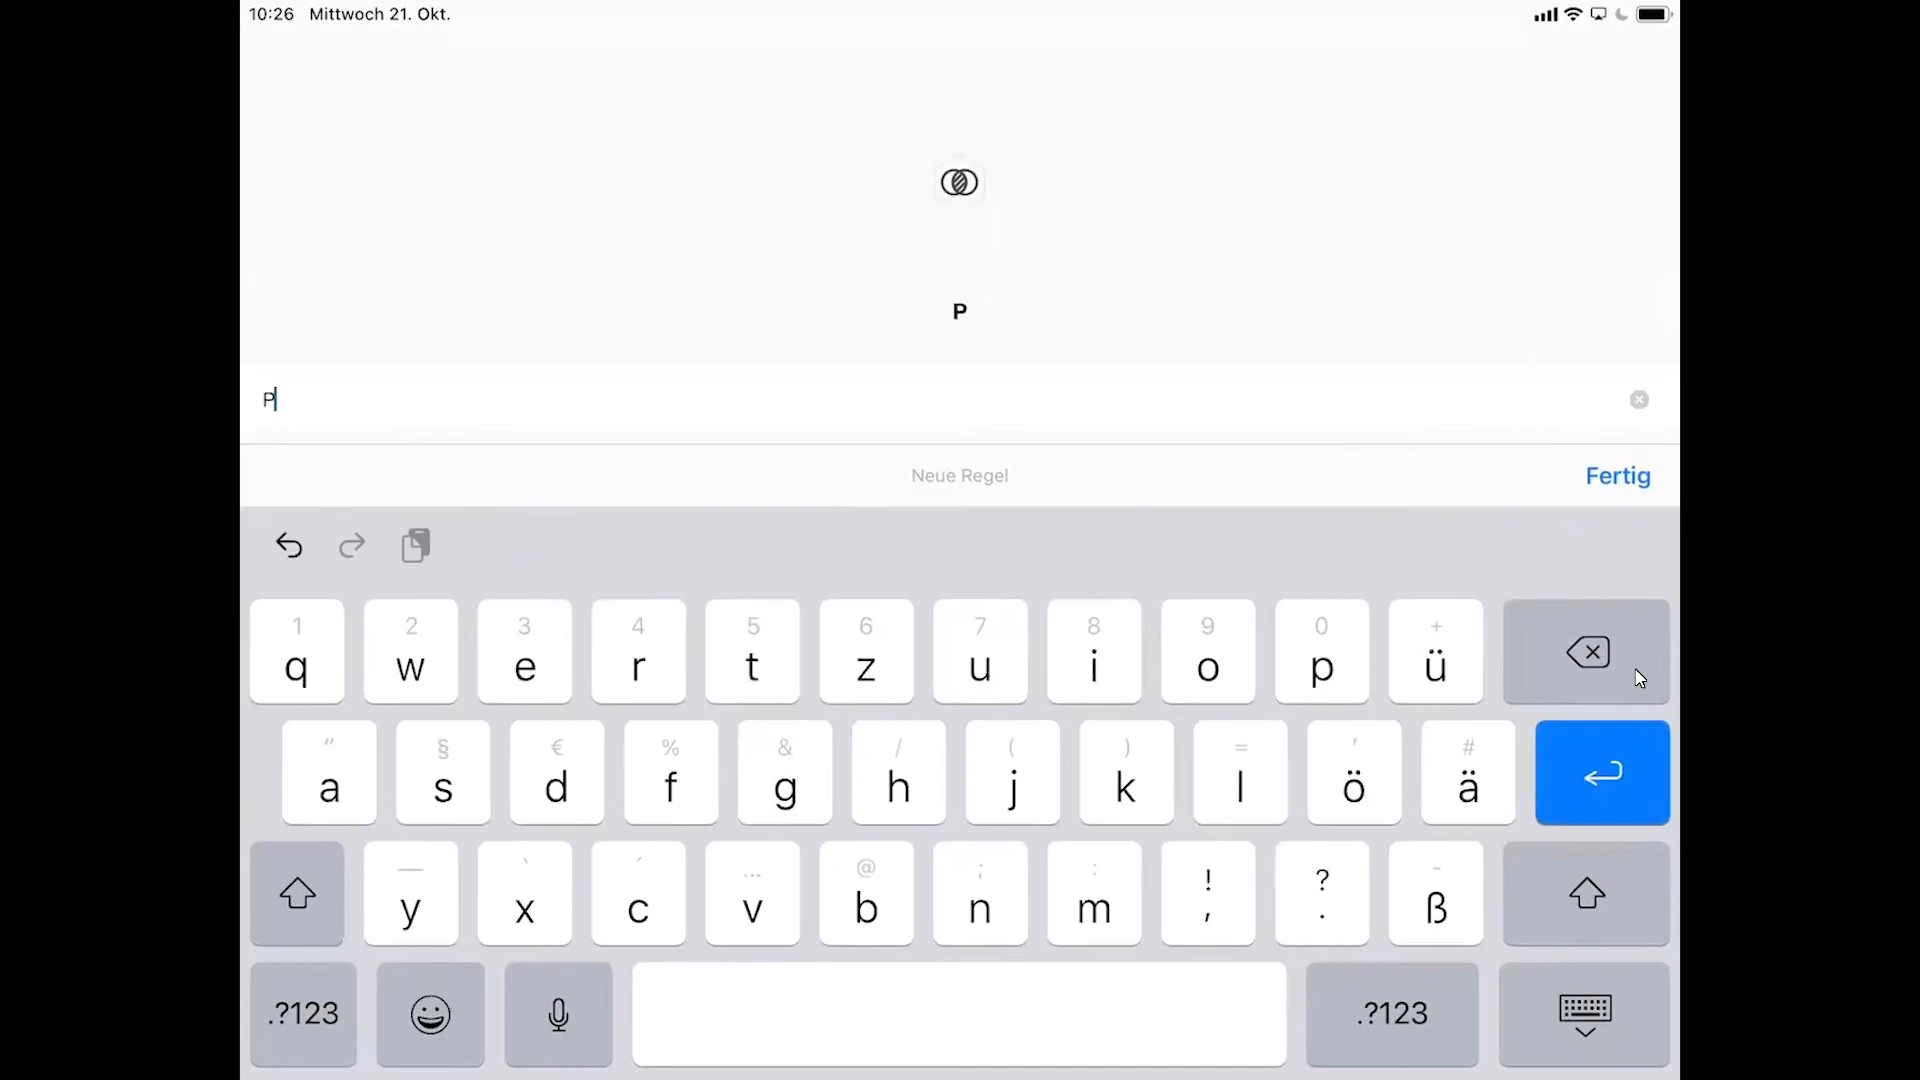 10:26 Mittwoch 21. Okt.
P
P
Neue Regel
Fertig
1 2 3 4 5 6 7 8 9 0 +
q w e r t z u i o p ü
" § € % & / ( ) = ' #
a s d f g h j k l ö ä
— ` ´ ... @ ; : ! ? -
y x c v b n m , . ß
.?123 .?123